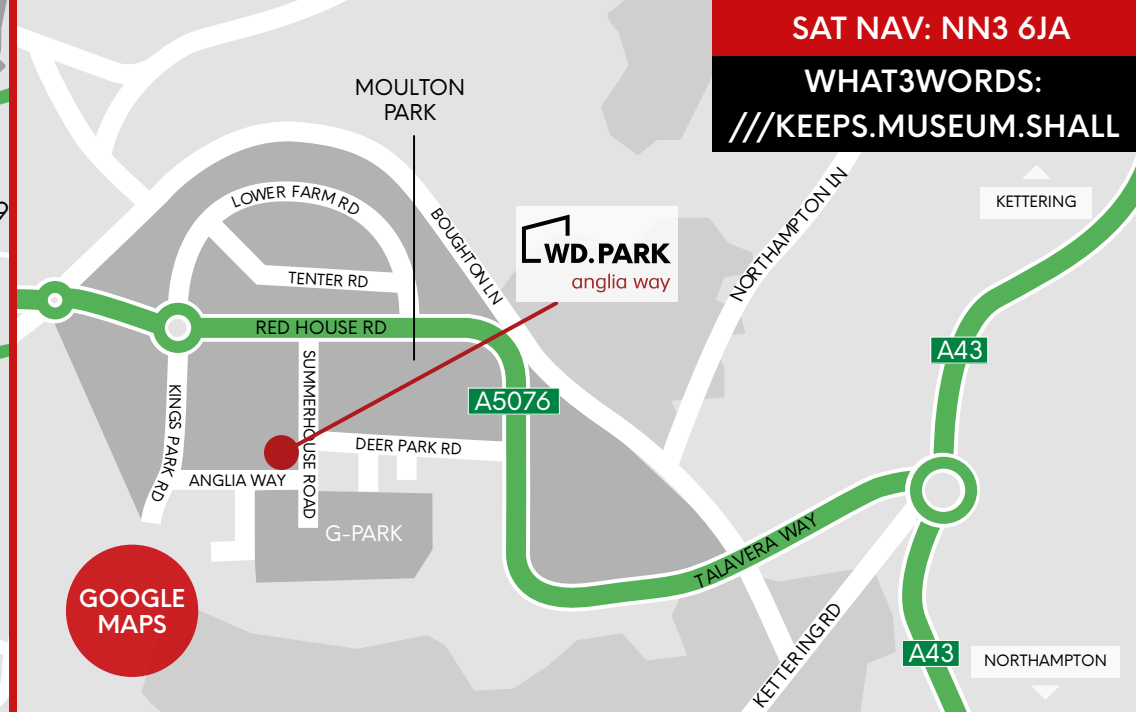 SAT NAV: NN3 6JA
WHAT3WORDS:
///KEEPS.MUSEUM.SHALL
MOULTON
PARK
KETTERING
LOWER FARM RD
BOUGHTON LN
NORTHAMPTON LN
WD.PARK
anglia way
TENTER RD
RED HOUSE RD
A43
SUMMERHOUSE ROAD
KINGS PARK RD
A5076
DEER PARK RD
ANGLIA WAY
G-PARK
TALAVERA WAY
GOOGLE
MAPS
KETTERING RD
A43
NORTHAMPTON